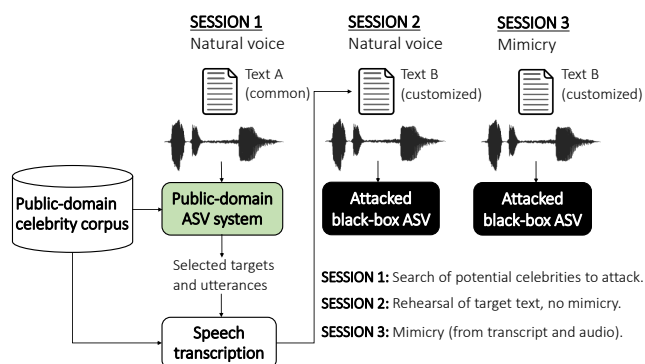 SESSION 1
Natural voice
SESSION 2
Natural voice
SESSION 3
Mimicry
Text A
(common)
Text B
(customized)
Text B
(customized)
Public-domain
celebrity corpus
Public-domain
ASV system
Attacked
black-box ASV
Attacked
black-box ASV
Selected targets
and utterances
Speech
transcription
SESSION 1: Search of potential celebrities to attack.
SESSION 2: Rehearsal of target text, no mimicry.
SESSION 3: Mimicry (from transcript and audio).